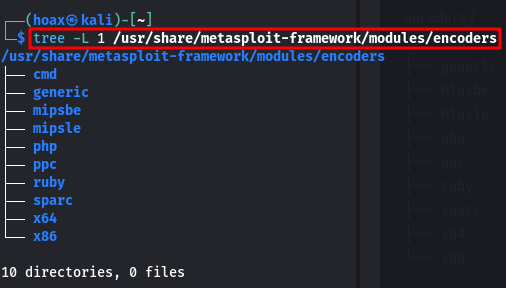 ┌──(hoax㉿kali)-[~]
└─$ tree -L 1 /usr/share/metasploit-framework/modules/encoders
/usr/share/metasploit-framework/modules/encoders
├── cmd
├── generic
├── mipsbe
├── mipsle
├── php
├── ppc
├── ruby
├── sparc
├── x64
└── x86
10 directories, 0 files
encoders/
generic
mipsbe
mipsle
php
ppc
ruby
sparc
x64
x86